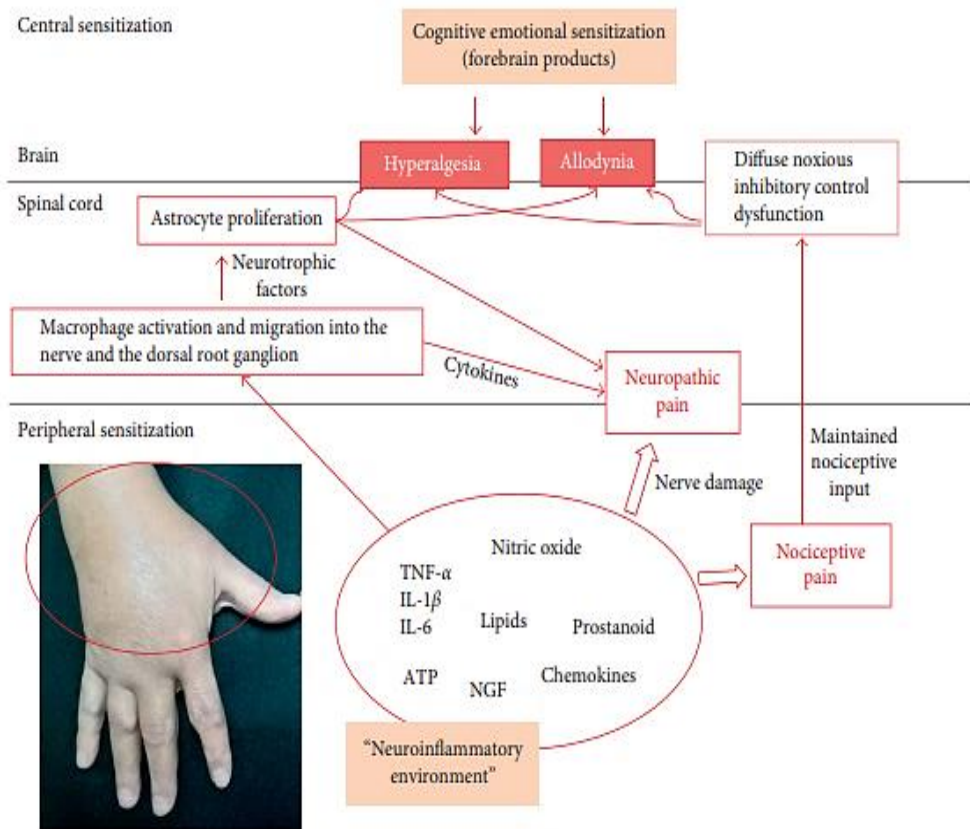 Central sensitization
Cognitive emotional sensitization
(forebrain products)
Brain
Hyperalgesia
Allodynia
Diffuse noxious
inhibitory control
dysfunction
Spinal cord
Astrocyte proliferation
Neurotrophic
factors
Macrophage activation and migration into the
nerve and the dorsal root ganglion
Cytokines
Neuropathic
pain
Peripheral sensitization
Maintained
nociceptive
input
Nerve damage
Nociceptive
pain
Nitric oxide
TNF-α
IL-1β
IL-6
Lipids
Prostanoid
ATP
NGF
Chemokines
“Neuroinflammatory
environment”